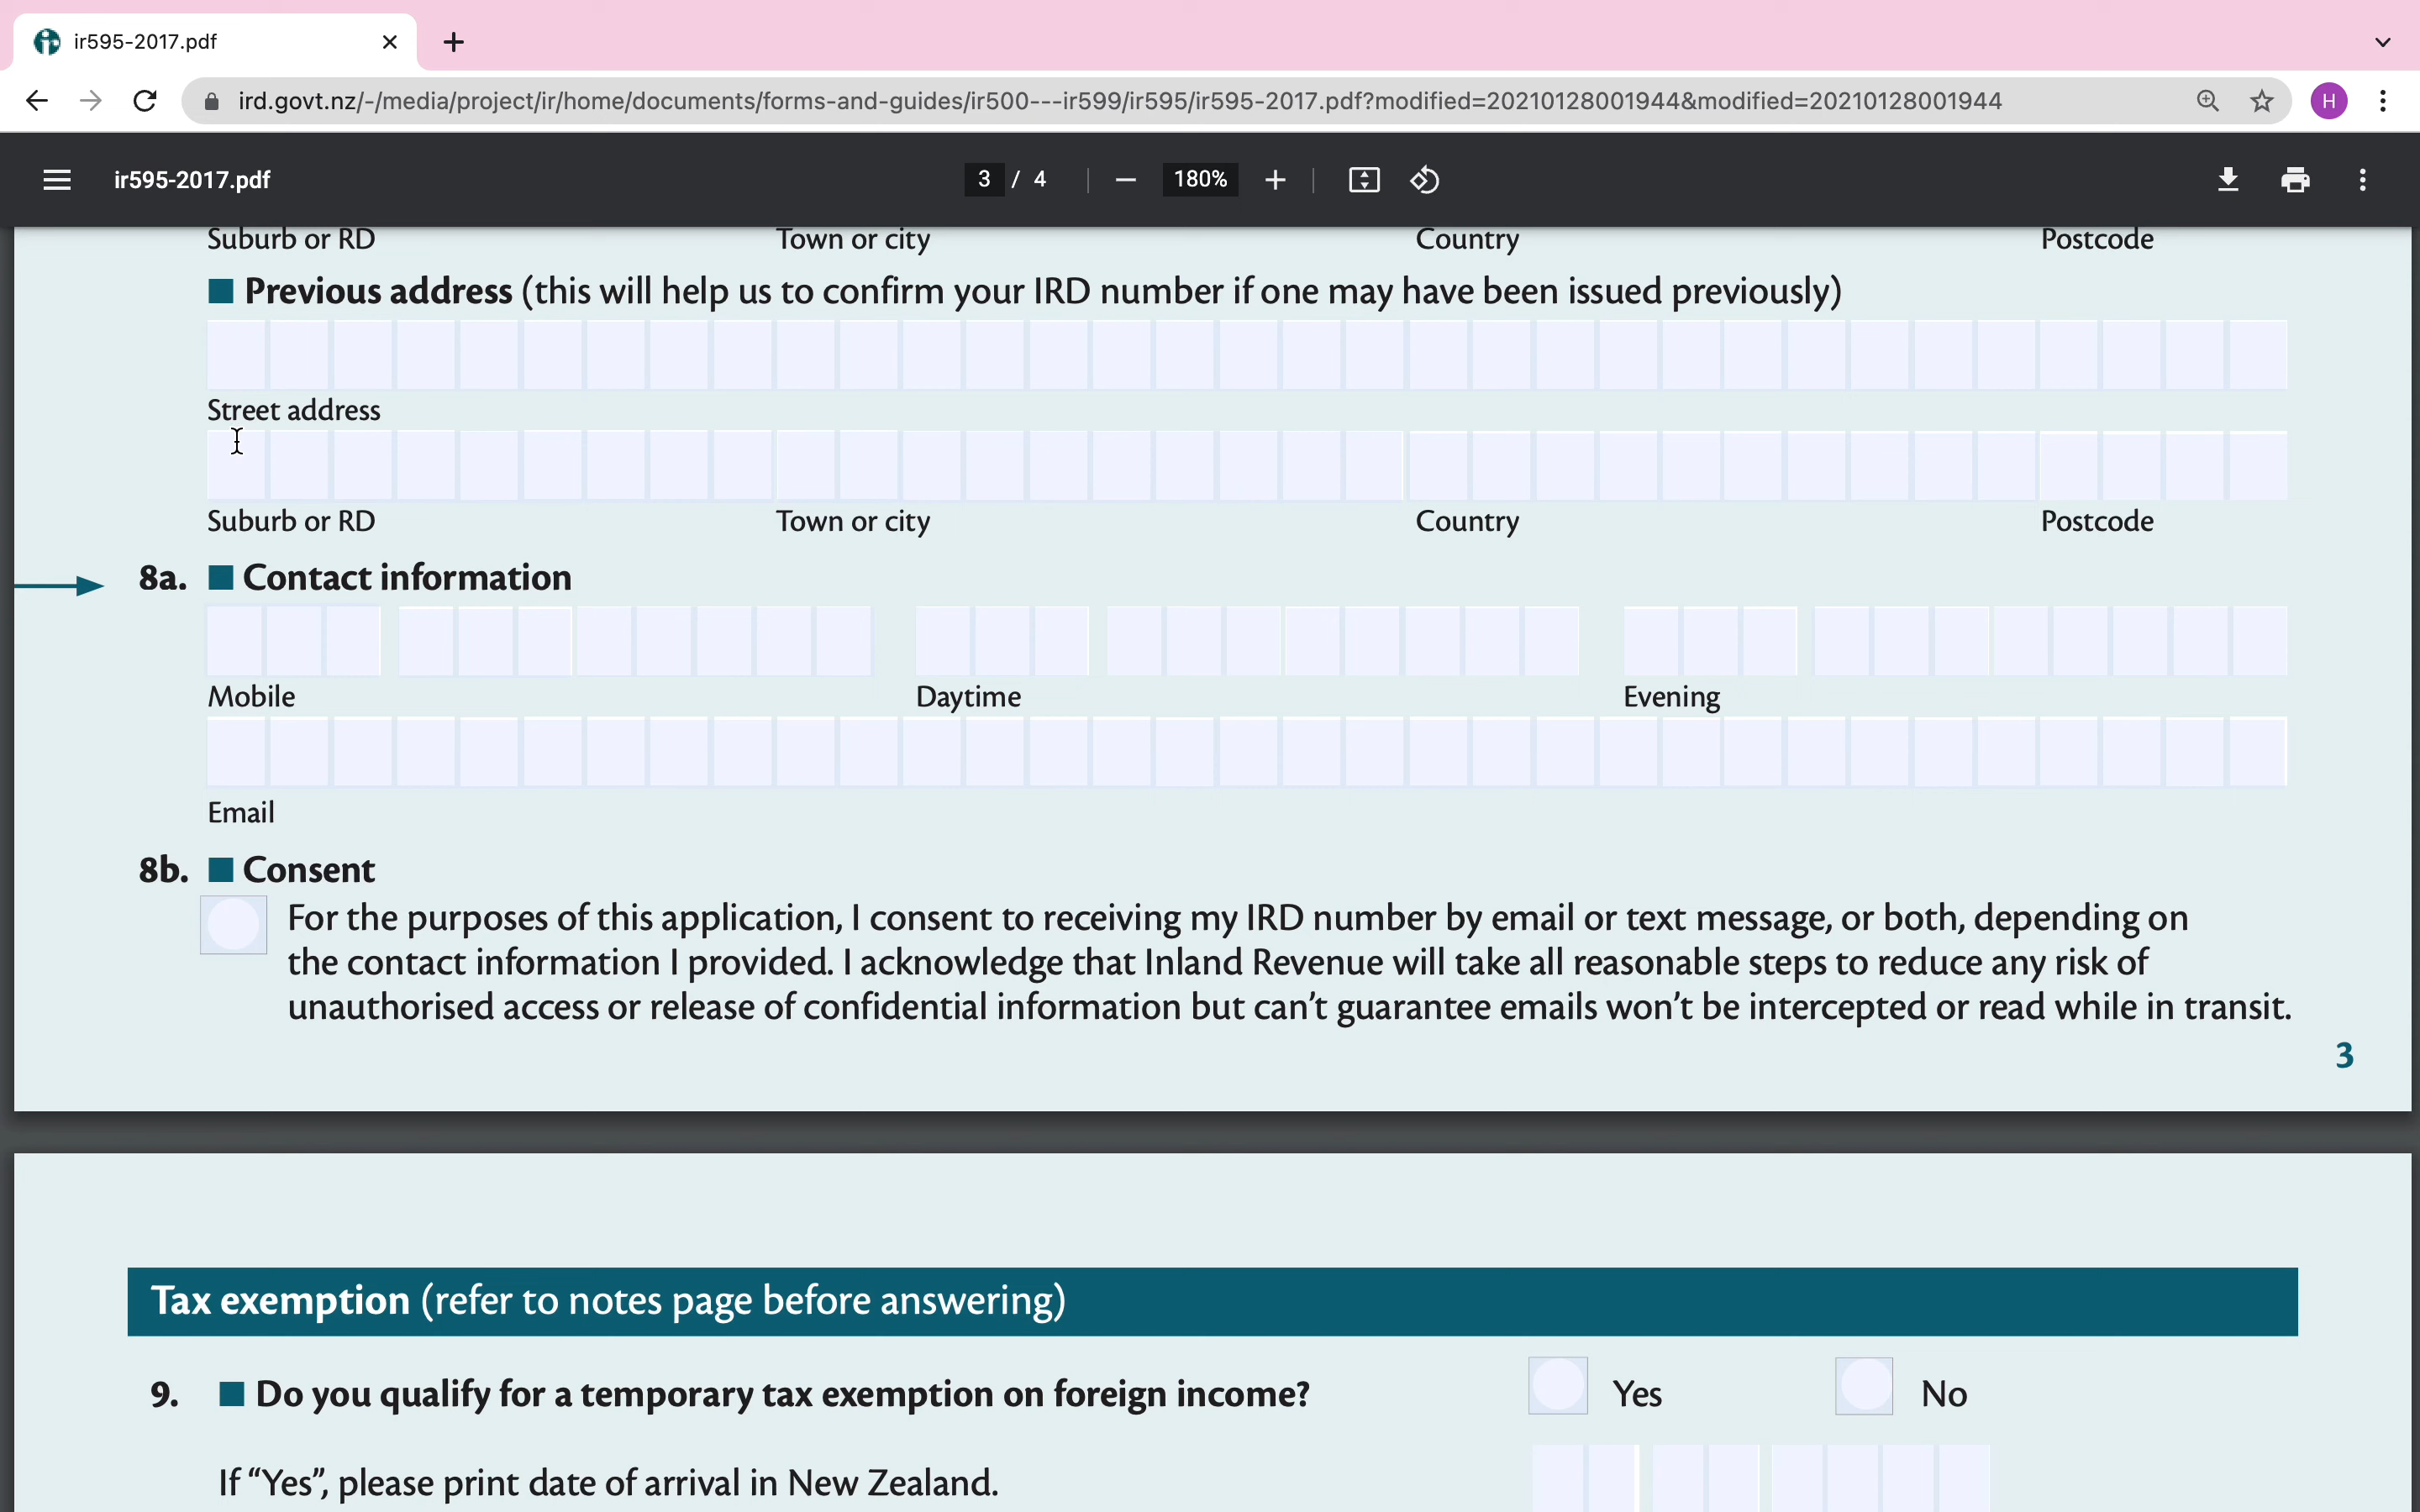 ir595-2017.pdf
ird.govt.nz/-/media/project/ir/home/documents/forms-and-guides/ir500---ir599/ir595/ir595-2017.pdf?modified=20210128001944&modified=20210128001944
H
ir595-2017.pdf 3 / 4 180%
Suburb or RD Town or city Country Postcode
Previous address (this will help us to confirm your IRD number if one may have been issued previously)
Street address
Suburb or RD Town or city Country Postcode
8a. Contact information
Mobile Daytime Evening
Email
8b. Consent
For the purposes of this application, I consent to receiving my IRD number by email or text message, or both, depending on
the contact information I provided. I acknowledge that Inland Revenue will take all reasonable steps to reduce any risk of
unauthorised access or release of confidential information but can't guarantee emails won't be intercepted or read while in transit.
3
Tax exemption (refer to notes page before answering)
9. Do you qualify for a temporary tax exemption on foreign income? Yes No
If “Yes”, please print date of arrival in New Zealand.